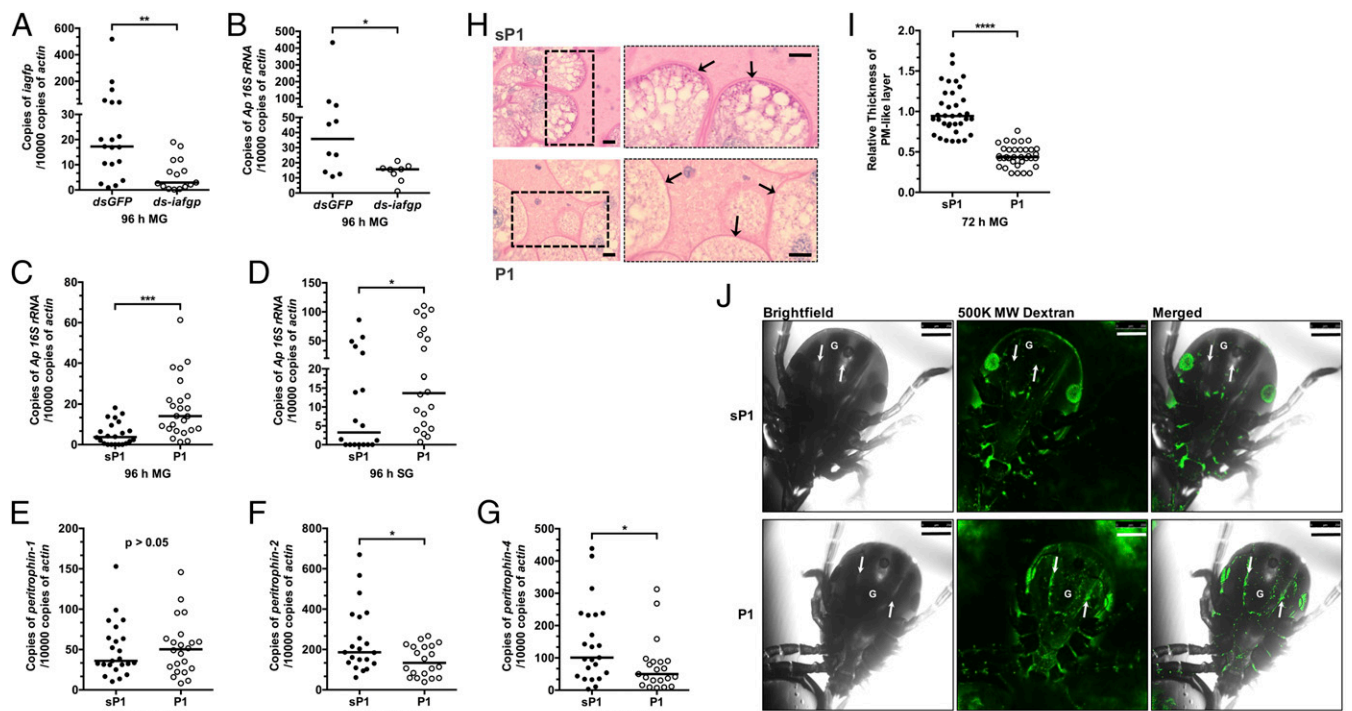 A
Copies of iagfp
/10000 copies of actin
600
400
200
30
20
10
0
**
dsGFP
ds-iafgp
96 h MG
B
Copies of Ap 16S rRNA
/10000 copies of actin
500
450
400
350
300
250
200
150
100
50
50
40
30
20
10
0
*
dsGFP
ds-iafgp
96 h MG
C
Copies of Ap 16S rRNA
/10000 copies of actin
80
60
40
20
0
***
sP1
P1
96 h MG
D
Copies of Ap 16S rRNA
/10000 copies of actin
150
125
100
75
50
25
20
15
10
5
0
*
sP1
P1
96 h SG
E
Copies of peritrophin-1
/10000 copies of actin
200
150
100
50
0
p > 0.05
sP1
P1
F
Copies of peritrophin-2
/10000 copies of actin
800
600
400
200
0
*
sP1
P1
G
Copies of peritrophin-4
/10000 copies of actin
500
400
300
200
100
0
*
sP1
P1
H
sP1
P1
I
Relative Thickness of
PM-like layer
2.0
1.5
1.0
0.5
0.0
****
sP1
P1
72 h MG
J
Brightfield
500K MW Dextran
Merged
sP1
G
G
G
P1
G
G
G